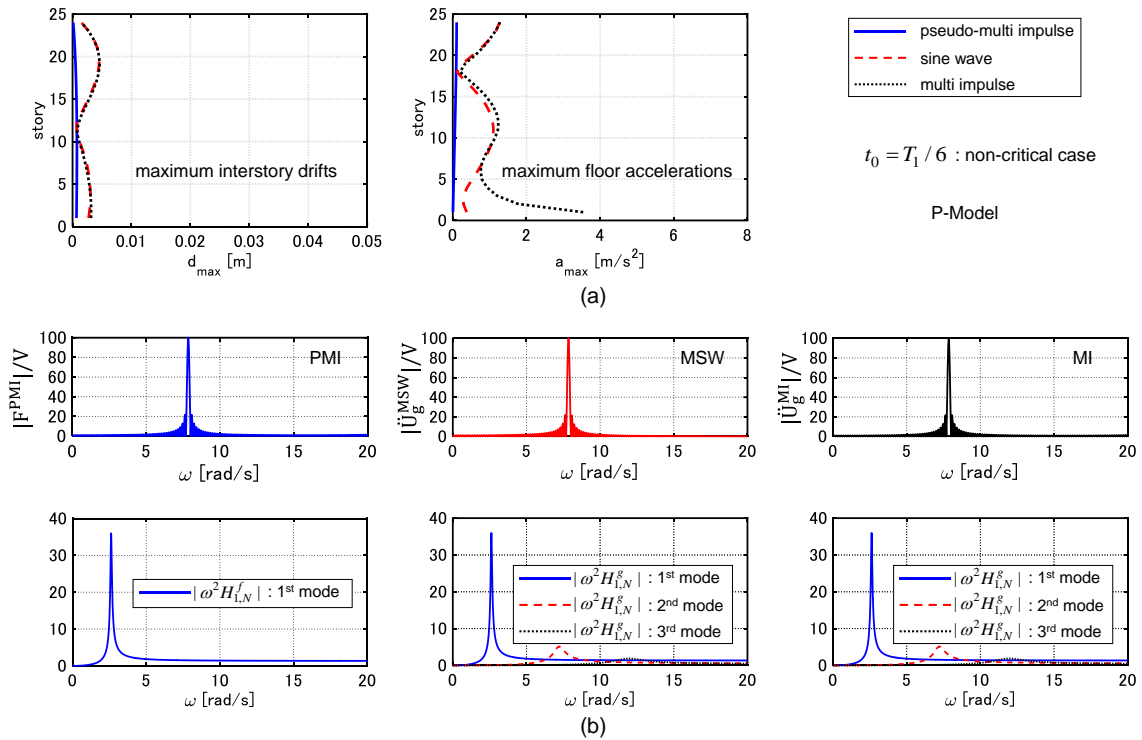 25
20
15
10
5
0
story
maximum interstory drifts
0 0.01 0.02 0.03 0.04 0.05
d_max [m]
25
20
15
10
5
0
story
maximum floor accelerations
0 2 4 6 8
a_max [m/s²]
pseudo-multi impulse
sine wave
multi impulse
t₀ = T₁ / 6 : non-critical case
P-Model
(a)
100
80
60
40
20
0
|F^PMI|/V
PMI
0 5 10 15 20
ω [rad/s]
100
80
60
40
20
0
|Ü_g^MSW|/V
MSW
0 5 10 15 20
ω [rad/s]
100
80
60
40
20
0
|Ü_g^MI|/V
MI
0 5 10 15 20
ω [rad/s]
40
30
20
10
0
| ω²H^f_1,N | : 1st mode
0 5 10 15 20
ω [rad/s]
40
30
20
10
0
| ω²H^g_1,N | : 1st mode
| ω²H^g_1,N | : 2nd mode
| ω²H^g_1,N | : 3rd mode
0 5 10 15 20
ω [rad/s]
40
30
20
10
0
| ω²H^g_1,N | : 1st mode
| ω²H^g_1,N | : 2nd mode
| ω²H^g_1,N | : 3rd mode
0 5 10 15 20
ω [rad/s]
(b)